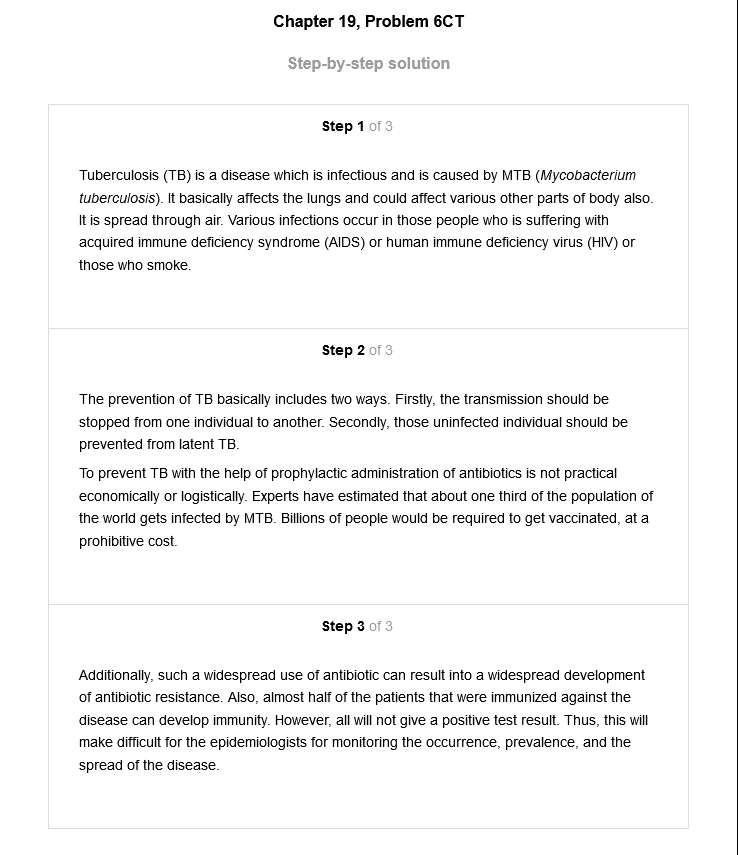 Chapter 19, Problem 6CT
Step-by-step solution
Step 1 of 3
Tuberculosis (TB) is a disease which is infectious and is caused by MTB (Mycobacterium
tuberculosis). It basically affects the lungs and could affect various other parts of body also.
It is spread through air. Various infections occur in those people who is suffering with
acquired immune deficiency syndrome (AIDS) or human immune deficiency virus (HIV) or
those who smoke.
Step 2 of 3
The prevention of TB basically includes two ways. Firstly, the transmission should be
stopped from one individual to another. Secondly, those uninfected individual should be
prevented from latent TB.
To prevent TB with the help of prophylactic administration of antibiotics is not practical
economically or logistically. Experts have estimated that about one third of the population of
the world gets infected by MTB. Billions of people would be required to get vaccinated, at a
prohibitive cost.
Step 3 of 3
Additionally, such a widespread use of antibiotic can result into a widespread development
of antibiotic resistance. Also, almost half of the patients that were immunized against the
disease can develop immunity. However, all will not give a positive test result. Thus, this will
make difficult for the epidemiologists for monitoring the occurrence, prevalence, and the
spread of the disease.